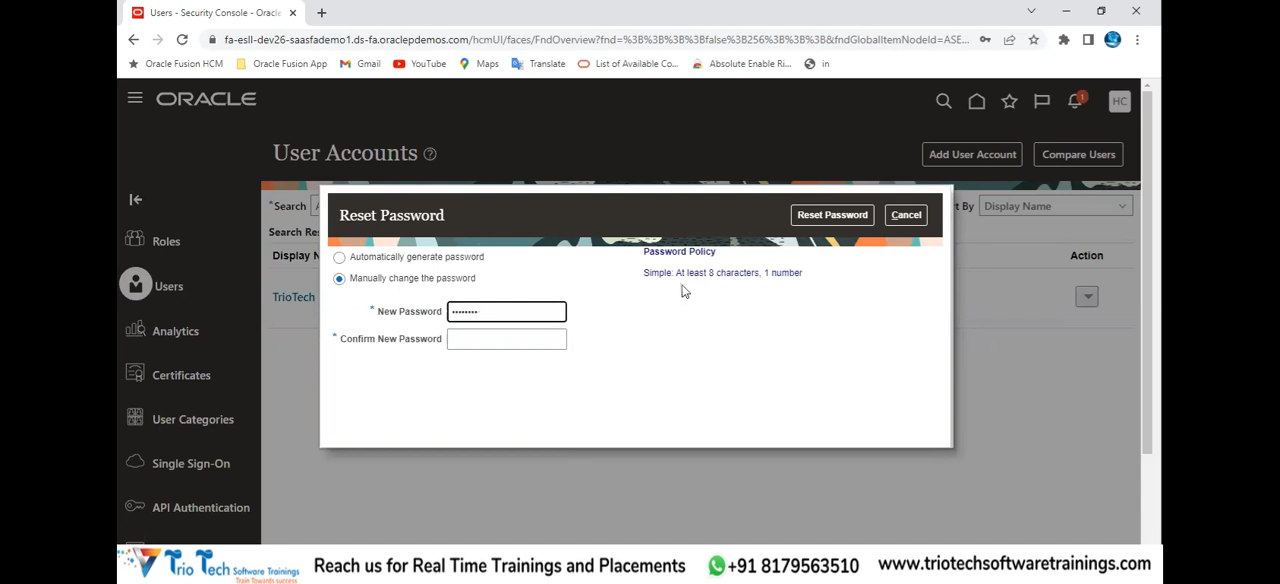 Users - Security Console - Oracle
fa-esll-dev26-saasfademo1.ds-fa.oraclepdemos.com/hcmUI/faces/FndOverview?fnd=%3B%3B%3B%3Bfalse%3B256%3B%3B%3B&fndGlobalItemNodeId=ASE...
Oracle Fusion HCM Oracle Fusion App Gmail YouTube Maps Translate List of Available Co... Absolute Enable Ri... in
ORACLE 1 HC
User Accounts ? Add User Account Compare Users
*Search rt By Display Name
Reset Password Reset Password Cancel
Search Res
Display N Action
Automatically generate password
Manually change the password
Password Policy
Simple: At least 8 characters, 1 number
* New Password ........
* Confirm New Password
TrioTech
Roles
Users
Analytics
Certificates
User Categories
Single Sign-On
API Authentication
Trio Tech Software Trainings Train Towards success
Reach us for Real Time Trainings and Placements +91 8179563510 www.triotechsoftwaretrainings.com